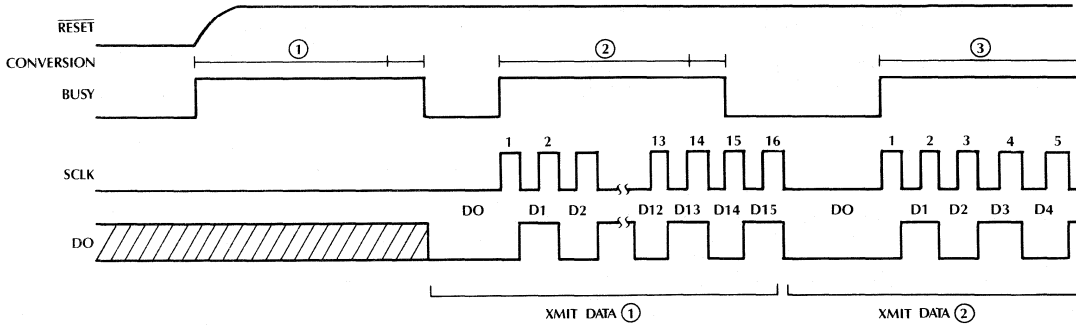 RESET
CONVERSION ① ② ③
BUSY
1 2 13 14 15 16 1 2 3 4 5
SCLK
DO D1 D2 D12 D13 D14 D15 DO D1 D2 D3 D4
DO
XMIT DATA ① XMIT DATA ②